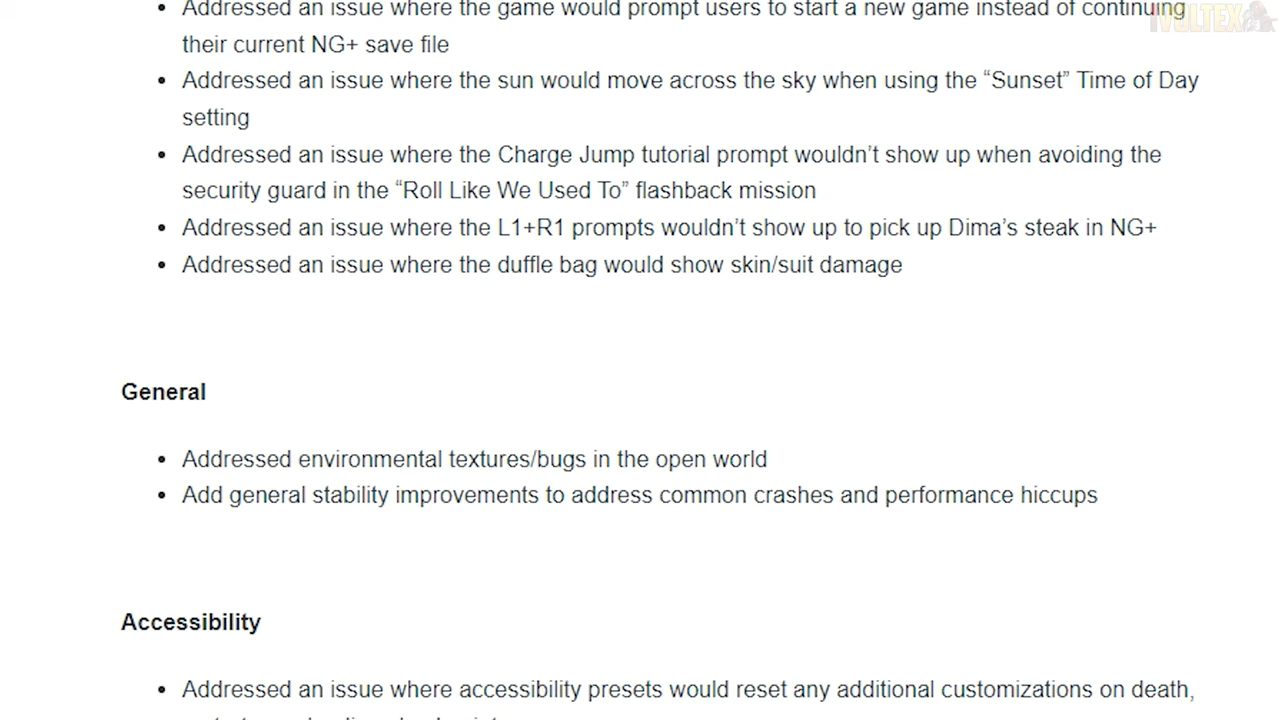 Addressed an issue where the game would prompt users to start a new game instead of continuing
their current NG+ save file
Addressed an issue where the sun would move across the sky when using the “Sunset” Time of Day
setting
Addressed an issue where the Charge Jump tutorial prompt wouldn’t show up when avoiding the
security guard in the “Roll Like We Used To” flashback mission
Addressed an issue where the L1+R1 prompts wouldn’t show up to pick up Dima’s steak in NG+
Addressed an issue where the duffle bag would show skin/suit damage
General
Addressed environmental textures/bugs in the open world
Add general stability improvements to address common crashes and performance hiccups
Accessibility
Addressed an issue where accessibility presets would reset any additional customizations on death,